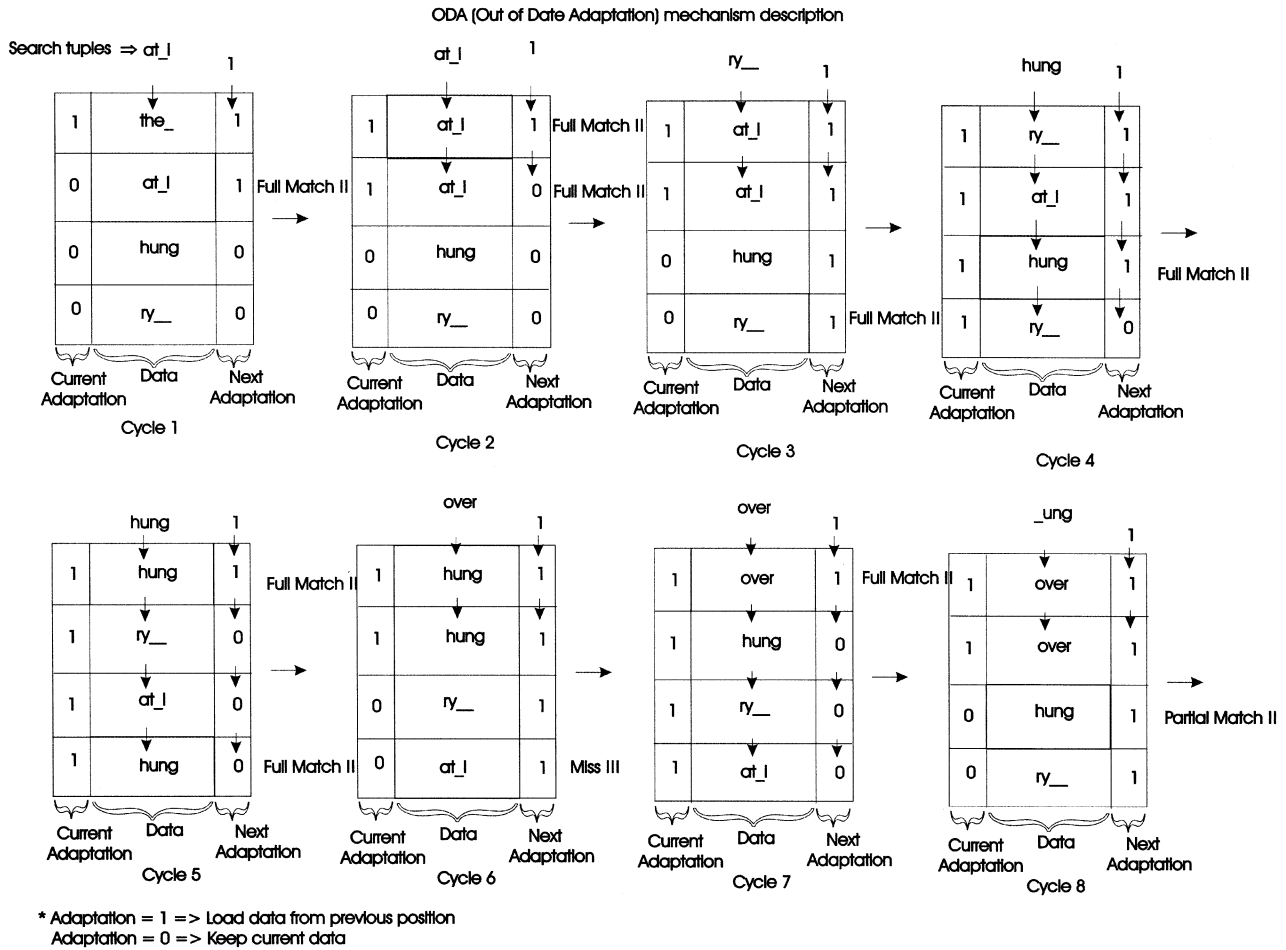 ODA (Out of Date Adaptation) mechanism description
Search tuples ⇒ at_l
1
1 the_ 1
0 at_l 1 Full Match !!
0 hung 0
0 ry__ 0
Current Adaptation Data Next Adaptation
Cycle 1
at_l 1
1 at_l 1 Full Match !!
1 at_l 0 Full Match !!
0 hung 0
0 ry__ 0
Current Adaptation Data Next Adaptation
Cycle 2
ry__ 1
1 at_l 1
1 at_l 1
0 hung 1
0 ry__ 1 Full Match !!
Current Adaptation Data Next Adaptation
Cycle 3
hung 1
1 ry__ 1
1 at_l 1
1 hung 1 Full Match !!
1 ry__ 0
Current Adaptation Data Next Adaptation
Cycle 4
hung 1
1 hung 1 Full Match !!
1 ry__ 0
1 at_l 0
1 hung 0 Full Match !!
Current Adaptation Data Next Adaptation
Cycle 5
over 1
1 hung 1
1 hung 1
0 ry__ 1
0 at_l 1 Miss !!!
Current Adaptation Data Next Adaptation
Cycle 6
over 1
1 over 1 Full Match !!
1 hung 0
1 ry__ 0
1 at_l 0
Current Adaptation Data Next Adaptation
Cycle 7
_ung 1
1 over 1
1 over 1
0 hung 1 Partial Match !!
0 ry__ 1
Current Adaptation Data Next Adaptation
Cycle 8
* Adaptation = 1 => Load data from previous position
Adaptation = 0 => Keep current data